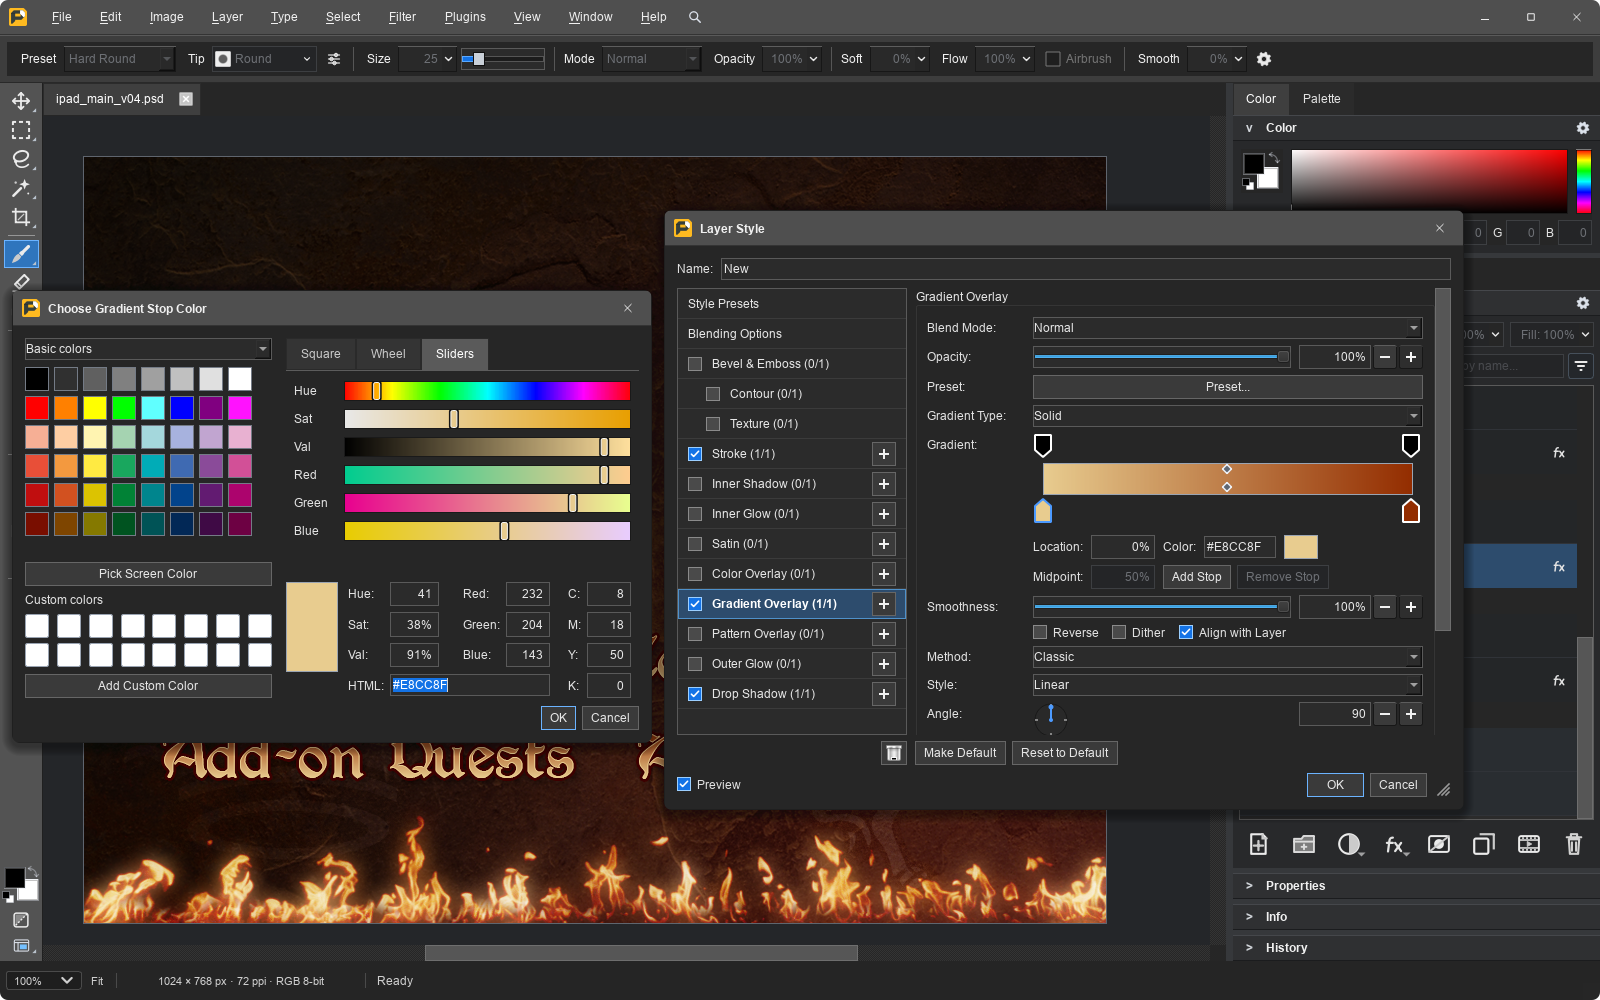 File Edit Image Layer Type Select Filter Plugins View Window Help
Preset Hard Round Tip Round Size 25 Mode Normal Opacity 100% Soft 0% Flow 100% Airbrush Smooth 0%
ipad_main_v04.psd
Color Palette
v Color
0 G 0 B 0
Fill: 100%
by name...
fx
fx
fx
Layer Style
Name: New
Style Presets
Blending Options
Bevel & Emboss (0/1)
Contour (0/1)
Texture (0/1)
Stroke (1/1)
Inner Shadow (0/1)
Inner Glow (0/1)
Satin (0/1)
Color Overlay (0/1)
Gradient Overlay (1/1)
Pattern Overlay (0/1)
Outer Glow (0/1)
Drop Shadow (1/1)
Gradient Overlay
Blend Mode: Normal
Opacity: 100%
Preset: Preset...
Gradient Type: Solid
Gradient:
Location: 0% Color: #E8CC8F
Midpoint: 50% Add Stop Remove Stop
Smoothness: 100%
Reverse Dither Align with Layer
Method: Classic
Style: Linear
Angle: 90
Make Default Reset to Default
Preview
OK Cancel
Choose Gradient Stop Color
Basic colors
Square Wheel Sliders
Hue
Sat
Val
Red
Green
Blue
Pick Screen Color
Custom colors
Add Custom Color
Hue: 41 Red: 232 C: 8
Sat: 38% Green: 204 M: 18
Val: 91% Blue: 143 Y: 50
HTML: #E8CC8F K: 0
OK Cancel
Add-on Quests
fx
> Properties
> Info
> History
100% Fit 1024 × 768 px · 72 ppi · RGB 8-bit Ready